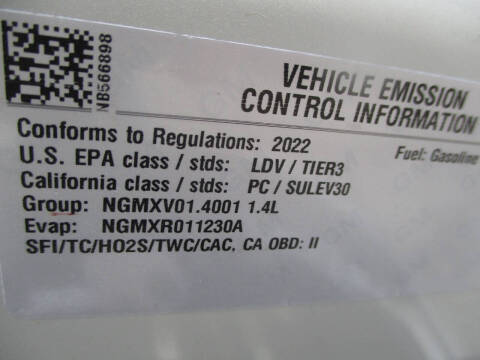 NB566898
VEHICLE EMISSION
CONTROL INFORMATION
Conforms to Regulations: 2022
Fuel: Gasoline
U.S. EPA class / stds: LDV / TIER3
California class / stds: PC / SULEV30
Group: NGMXV01.4001 1.4L
Evap: NGMXR011230A
SFI/TC/HO2S/TWC/CAC, CA OBD: II